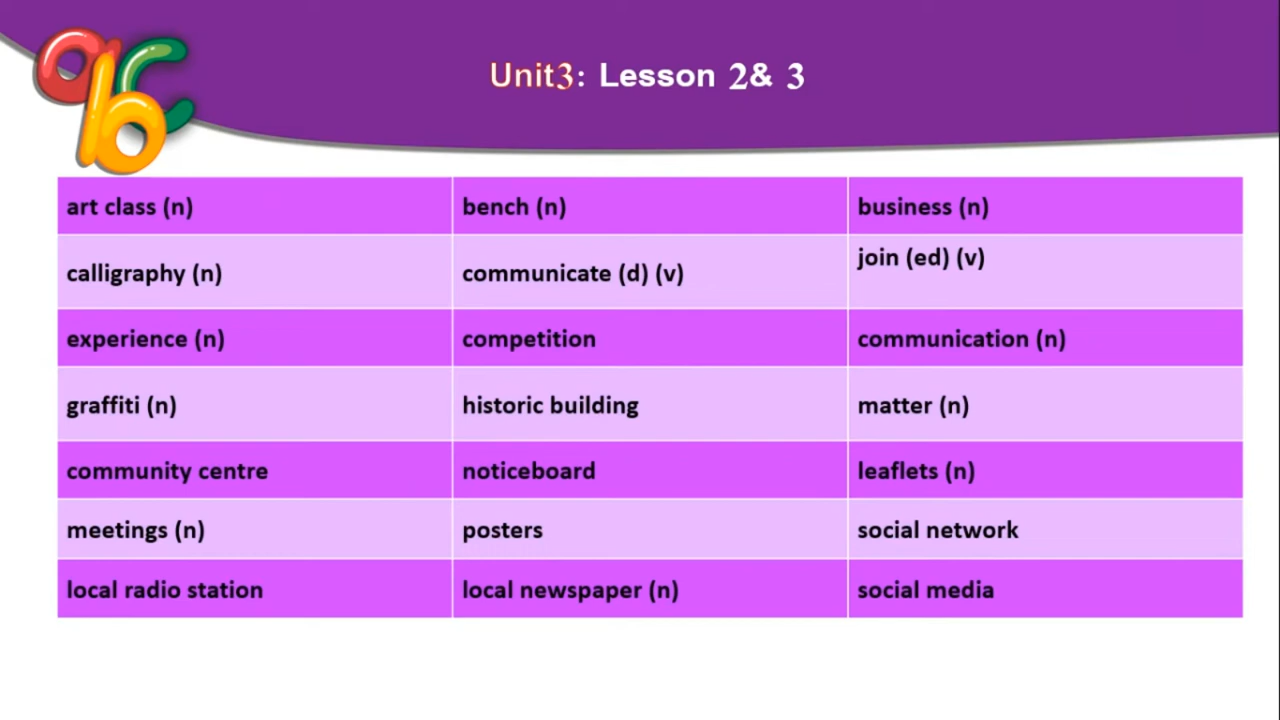 abc
Unit3: Lesson 2& 3
art class (n)
bench (n)
business (n)
calligraphy (n)
communicate (d) (v)
join (ed) (v)
experience (n)
competition
communication (n)
graffiti (n)
historic building
matter (n)
community centre
noticeboard
leaflets (n)
meetings (n)
posters
social network
local radio station
local newspaper (n)
social media